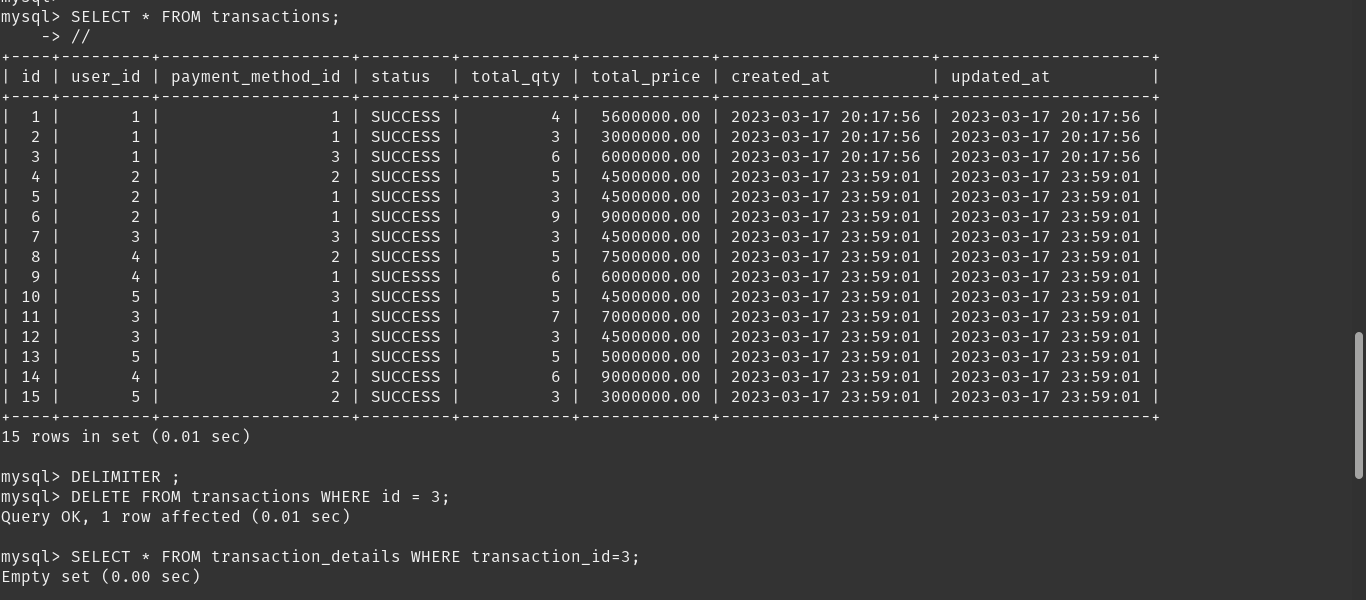 mysql> SELECT * FROM transactions;
    -> //
+----+---------+-------------------+---------+-----------+-------------+---------------------+---------------------+
| id | user_id | payment_method_id | status  | total_qty | total_price | created_at          | updated_at          |
+----+---------+-------------------+---------+-----------+-------------+---------------------+---------------------+
|  1 |       1 |                 1 | SUCCESS |         4 |  5600000.00 | 2023-03-17 20:17:56 | 2023-03-17 20:17:56 |
|  2 |       1 |                 1 | SUCCESS |         3 |  3000000.00 | 2023-03-17 20:17:56 | 2023-03-17 20:17:56 |
|  3 |       1 |                 3 | SUCCESS |         6 |  6000000.00 | 2023-03-17 20:17:56 | 2023-03-17 20:17:56 |
|  4 |       2 |                 2 | SUCCESS |         5 |  4500000.00 | 2023-03-17 23:59:01 | 2023-03-17 23:59:01 |
|  5 |       2 |                 1 | SUCCESS |         3 |  4500000.00 | 2023-03-17 23:59:01 | 2023-03-17 23:59:01 |
|  6 |       2 |                 1 | SUCCESS |         9 |  9000000.00 | 2023-03-17 23:59:01 | 2023-03-17 23:59:01 |
|  7 |       3 |                 3 | SUCCESS |         3 |  4500000.00 | 2023-03-17 23:59:01 | 2023-03-17 23:59:01 |
|  8 |       4 |                 2 | SUCCESS |         5 |  7500000.00 | 2023-03-17 23:59:01 | 2023-03-17 23:59:01 |
|  9 |       4 |                 1 | SUCESSS |         6 |  6000000.00 | 2023-03-17 23:59:01 | 2023-03-17 23:59:01 |
| 10 |       5 |                 3 | SUCCESS |         5 |  4500000.00 | 2023-03-17 23:59:01 | 2023-03-17 23:59:01 |
| 11 |       3 |                 1 | SUCCESS |         7 |  7000000.00 | 2023-03-17 23:59:01 | 2023-03-17 23:59:01 |
| 12 |       3 |                 3 | SUCCESS |         3 |  4500000.00 | 2023-03-17 23:59:01 | 2023-03-17 23:59:01 |
| 13 |       5 |                 1 | SUCCESS |         5 |  5000000.00 | 2023-03-17 23:59:01 | 2023-03-17 23:59:01 |
| 14 |       4 |                 2 | SUCCESS |         6 |  9000000.00 | 2023-03-17 23:59:01 | 2023-03-17 23:59:01 |
| 15 |       5 |                 2 | SUCCESS |         3 |  3000000.00 | 2023-03-17 23:59:01 | 2023-03-17 23:59:01 |
+----+---------+-------------------+---------+-----------+-------------+---------------------+---------------------+
15 rows in set (0.01 sec)

mysql> DELIMITER ;
mysql> DELETE FROM transactions WHERE id = 3;
Query OK, 1 row affected (0.01 sec)

mysql> SELECT * FROM transaction_details WHERE transaction_id=3;
Empty set (0.00 sec)